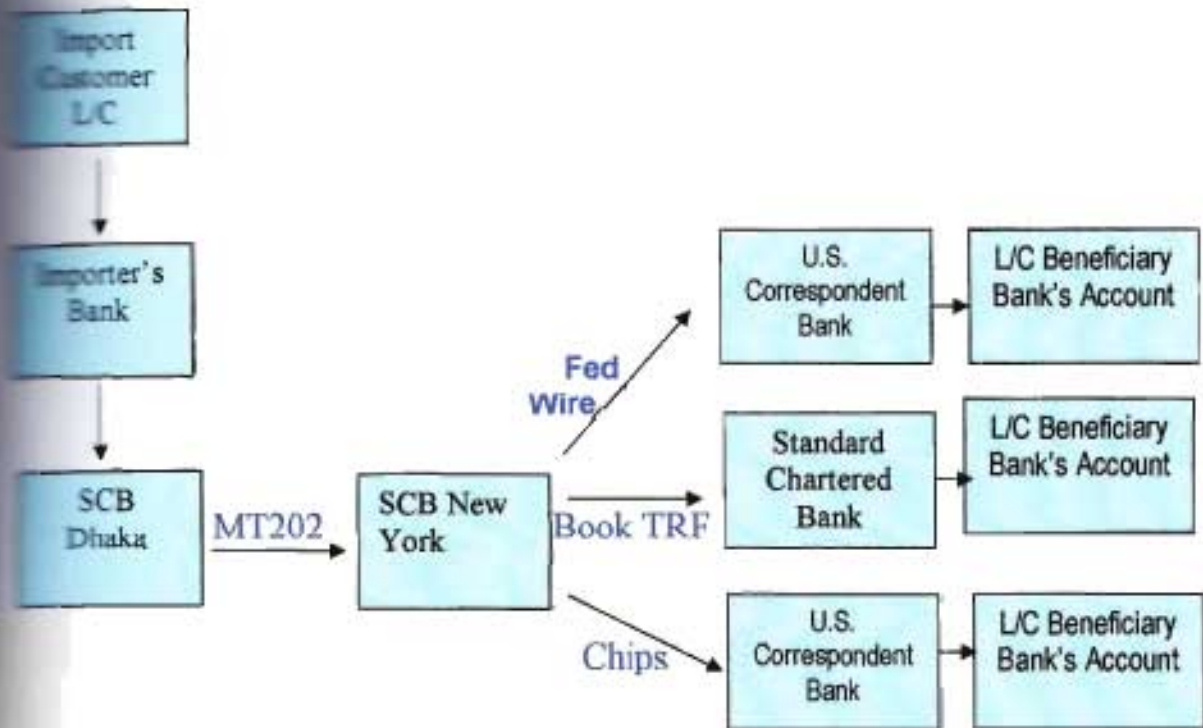 Import
Customer
L/C
Importer's
Bank
SCB
Dhaka
MT202
SCB New
York
Fed
Wire
Book TRF
Chips
U.S.
Correspondent
Bank
L/C Beneficiary
Bank's Account
Standard
Chartered
Bank
L/C Beneficiary
Bank's Account
U.S.
Correspondent
Bank
L/C Beneficiary
Bank's Account